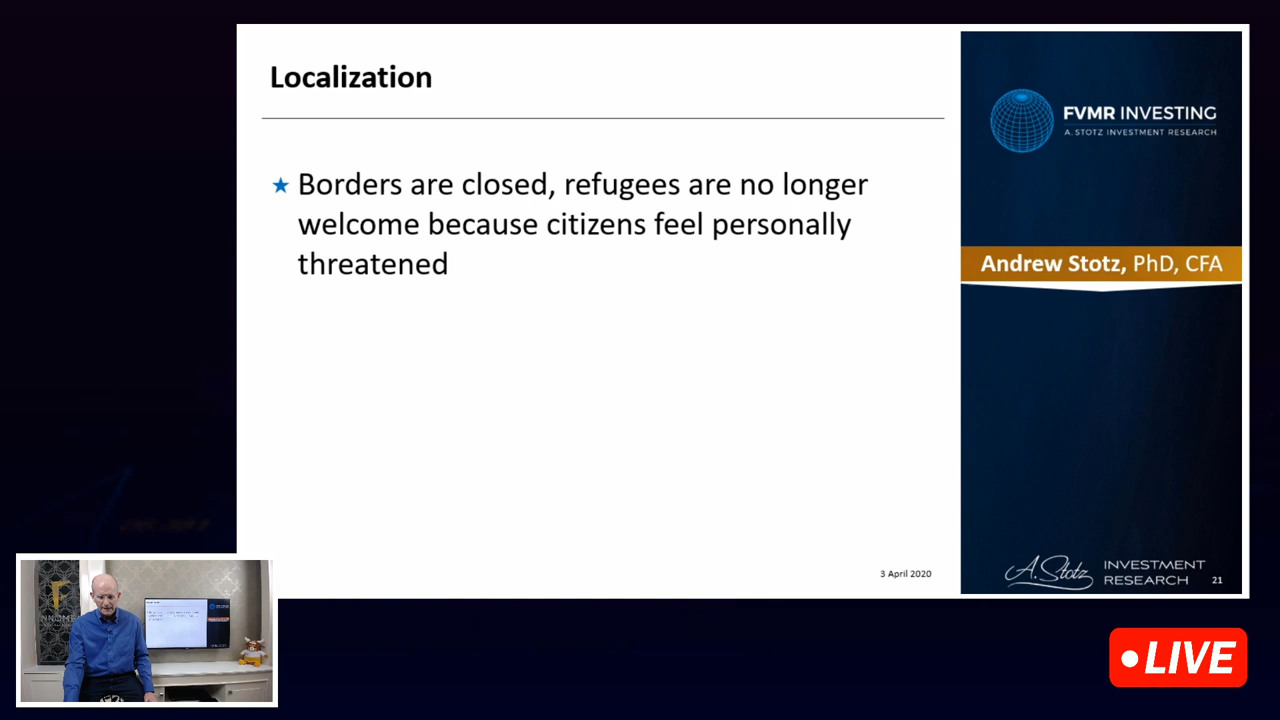 Localization
★ Borders are closed, refugees are no longer
welcome because citizens feel personally
threatened
3 April 2020
FVMR INVESTING
A. STOTZ INVESTMENT RESEARCH
Andrew Stotz, PhD, CFA
A. Stotz
INVESTMENT
RESEARCH
21
LIVE